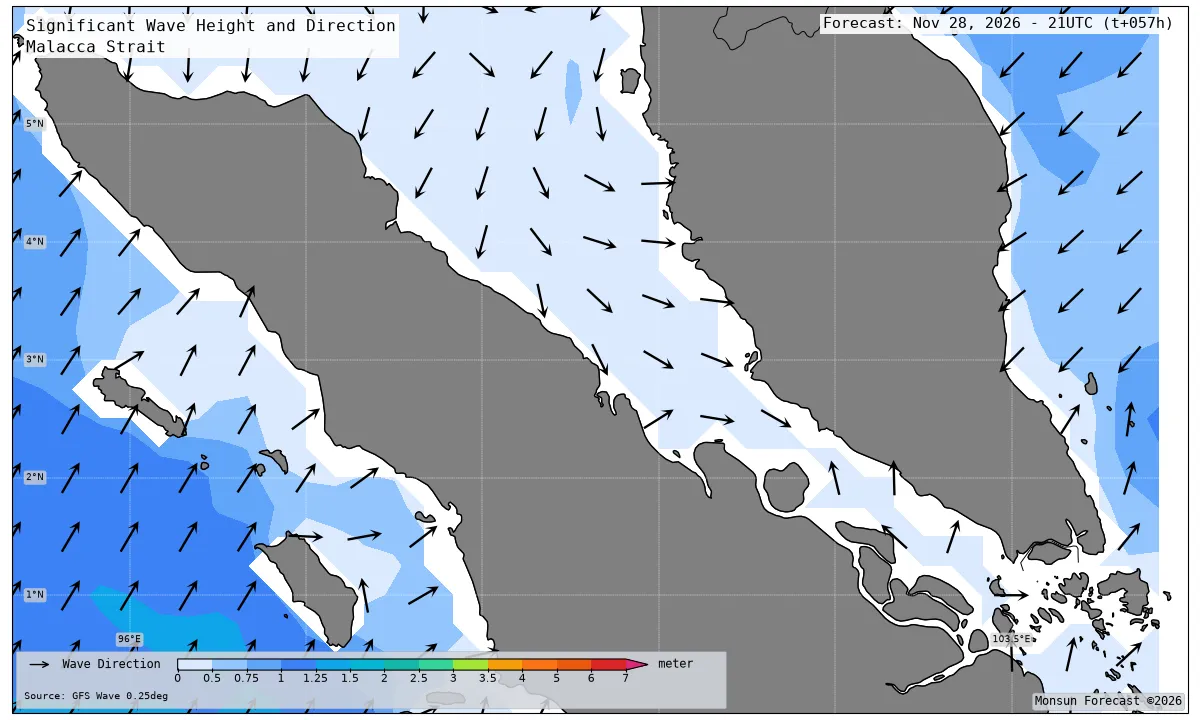 Significant Wave Height and Direction
Malacca Strait
Forecast: Nov 28, 2026 - 21UTC (t+057h)
5°N
4°N
3°N
2°N
1°N
96°E
103.5°E
Wave Direction
0 0.5 0.75 1 1.25 1.5 2 2.5 3 3.5 4 5 6 7
meter
Source: GFS Wave 0.25deg
Monsun Forecast ©2026